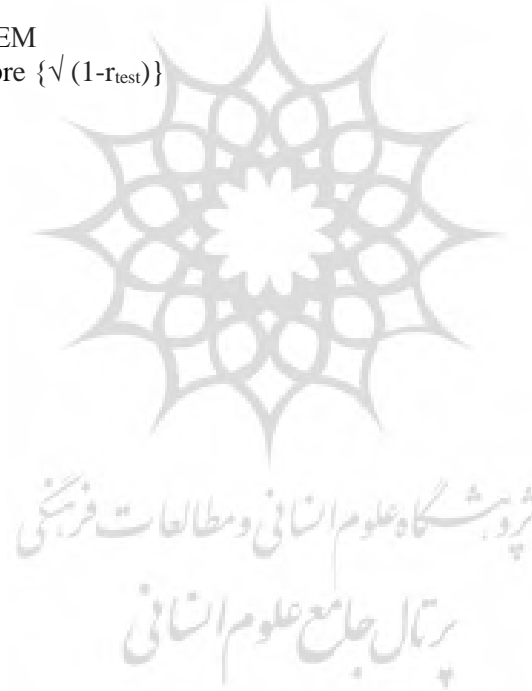 EM
ore {√ (1-rtest)}
پژوهشگاه علوم انسانی و مطالعات فرهنگی
پرتال جامع علوم انسانی